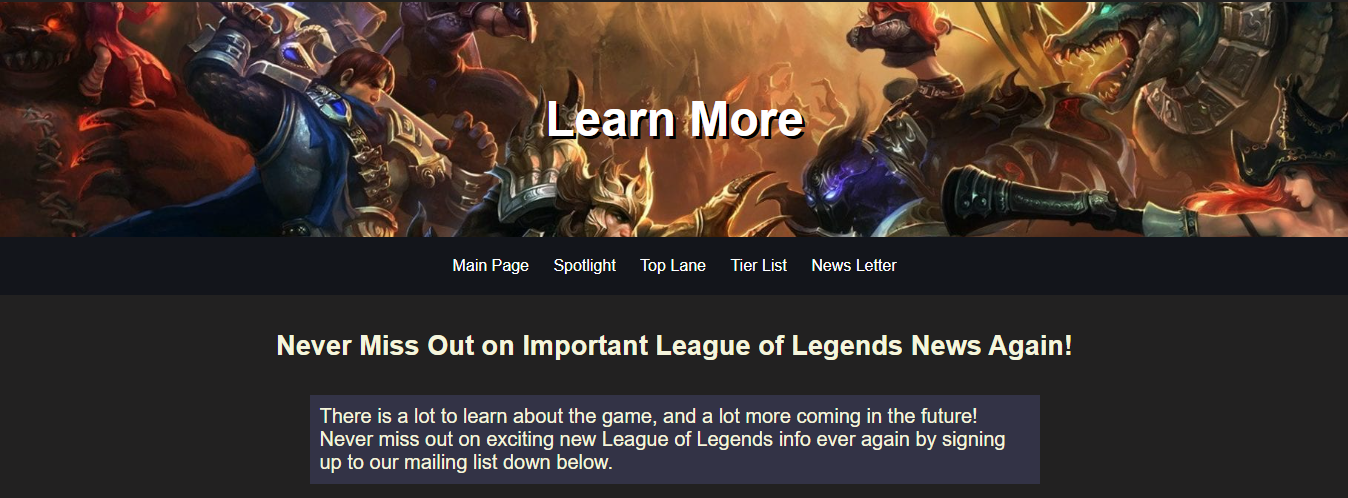 Learn More
Main Page Spotlight Top Lane Tier List News Letter
Never Miss Out on Important League of Legends News Again!
There is a lot to learn about the game, and a lot more coming in the future!
Never miss out on exciting new League of Legends info ever again by signing
up to our mailing list down below.